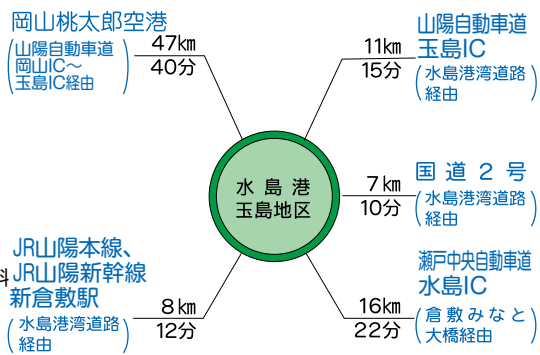 岡山桃太郎空港
(山陽自動車道
岡山IC～
玉島IC経由)
47km
40分
山陽自動車道
玉島IC
(水島港湾道路
経由)
11km
15分
水島港
玉島地区
国道2号
(水島港湾道路
経由)
7km
10分
料
JR山陽本線、
JR山陽新幹線
新倉敷駅
(水島港湾道路
経由)
8km
12分
瀬戸中央自動車道
水島IC
(倉敷みなと
大橋経由)
16km
22分